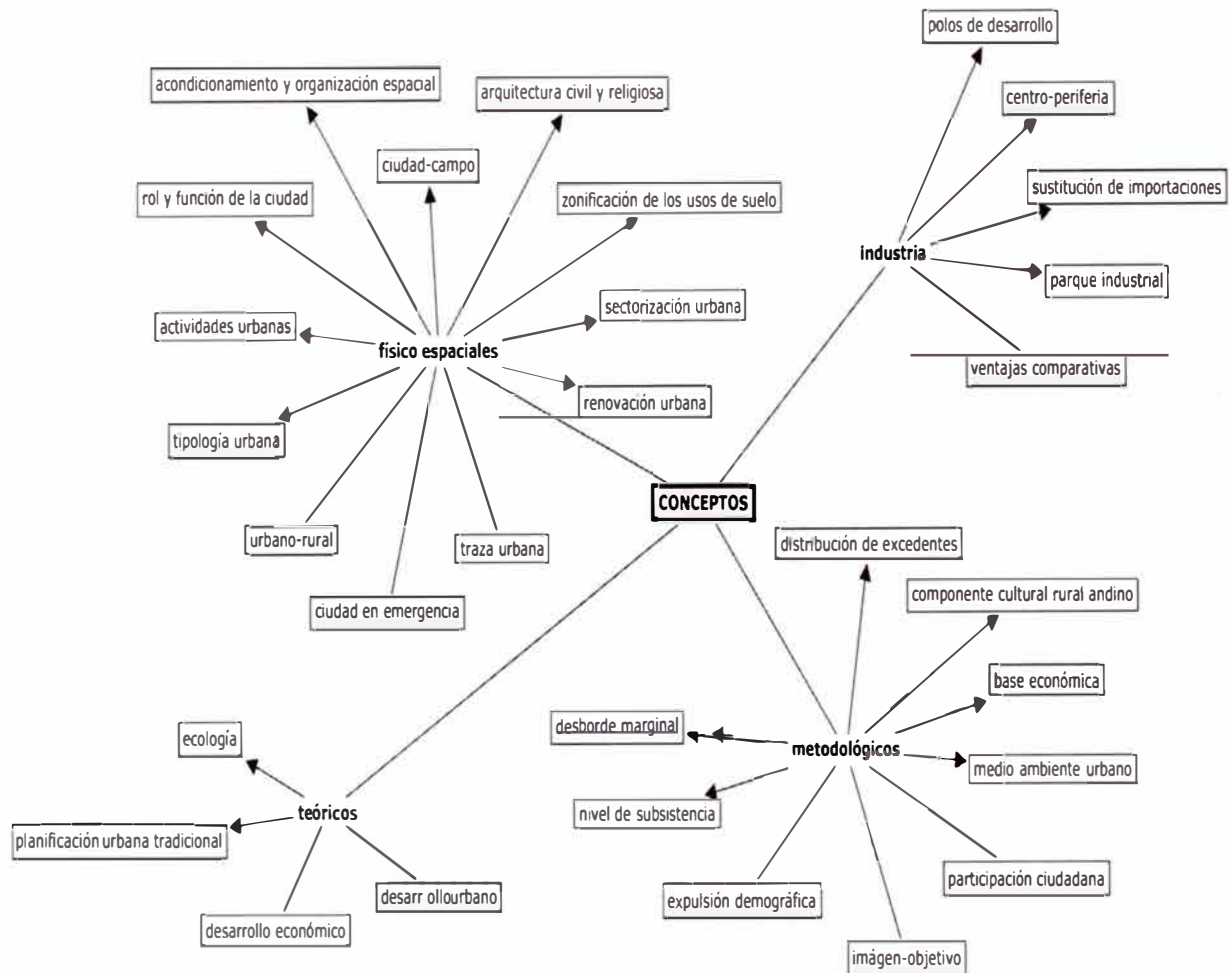 polos de desarrollo
acondicionamiento y organización espacial
arquitectura civil y religiosa
centro-periferia
ciudad-campo
sustitución de importaciones
rol y función de la ciudad
zonificación de los usos de suelo
industria
parque industrial
sectorización urbana
actividades urbanas
físico espaciales
ventajas comparativas
renovación urbana
tipología urbana
CONCEPTOS
urbano-rural
traza urbana
distribución de excedentes
ciudad en emergencia
componente cultural rural andino
base económica
desborde marginal
ecología
metodológicos
medio ambiente urbano
nivel de subsistencia
teóricos
planificación urbana tradicional
participación ciudadana
desarr ollourbano
expulsión demográfica
desarrollo económico
imágen-objetivo